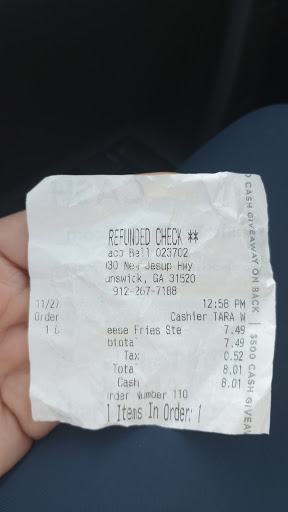 REFUNDED CHECK **
aco Bell 023702
030 New Jesup Hwy
unswick, GA 31520
912-267-7188
11/27 12:58 PM
Order Cashier TARA W
1 eese Fries Ste 7.49
btota 7.49
Tax 0.52
Tota 8.01
Cash 8.01
rder Number 110
1 Items In Order: 1
CASH GIVEAWAY ON BACK | $500 CASH GIVEAW